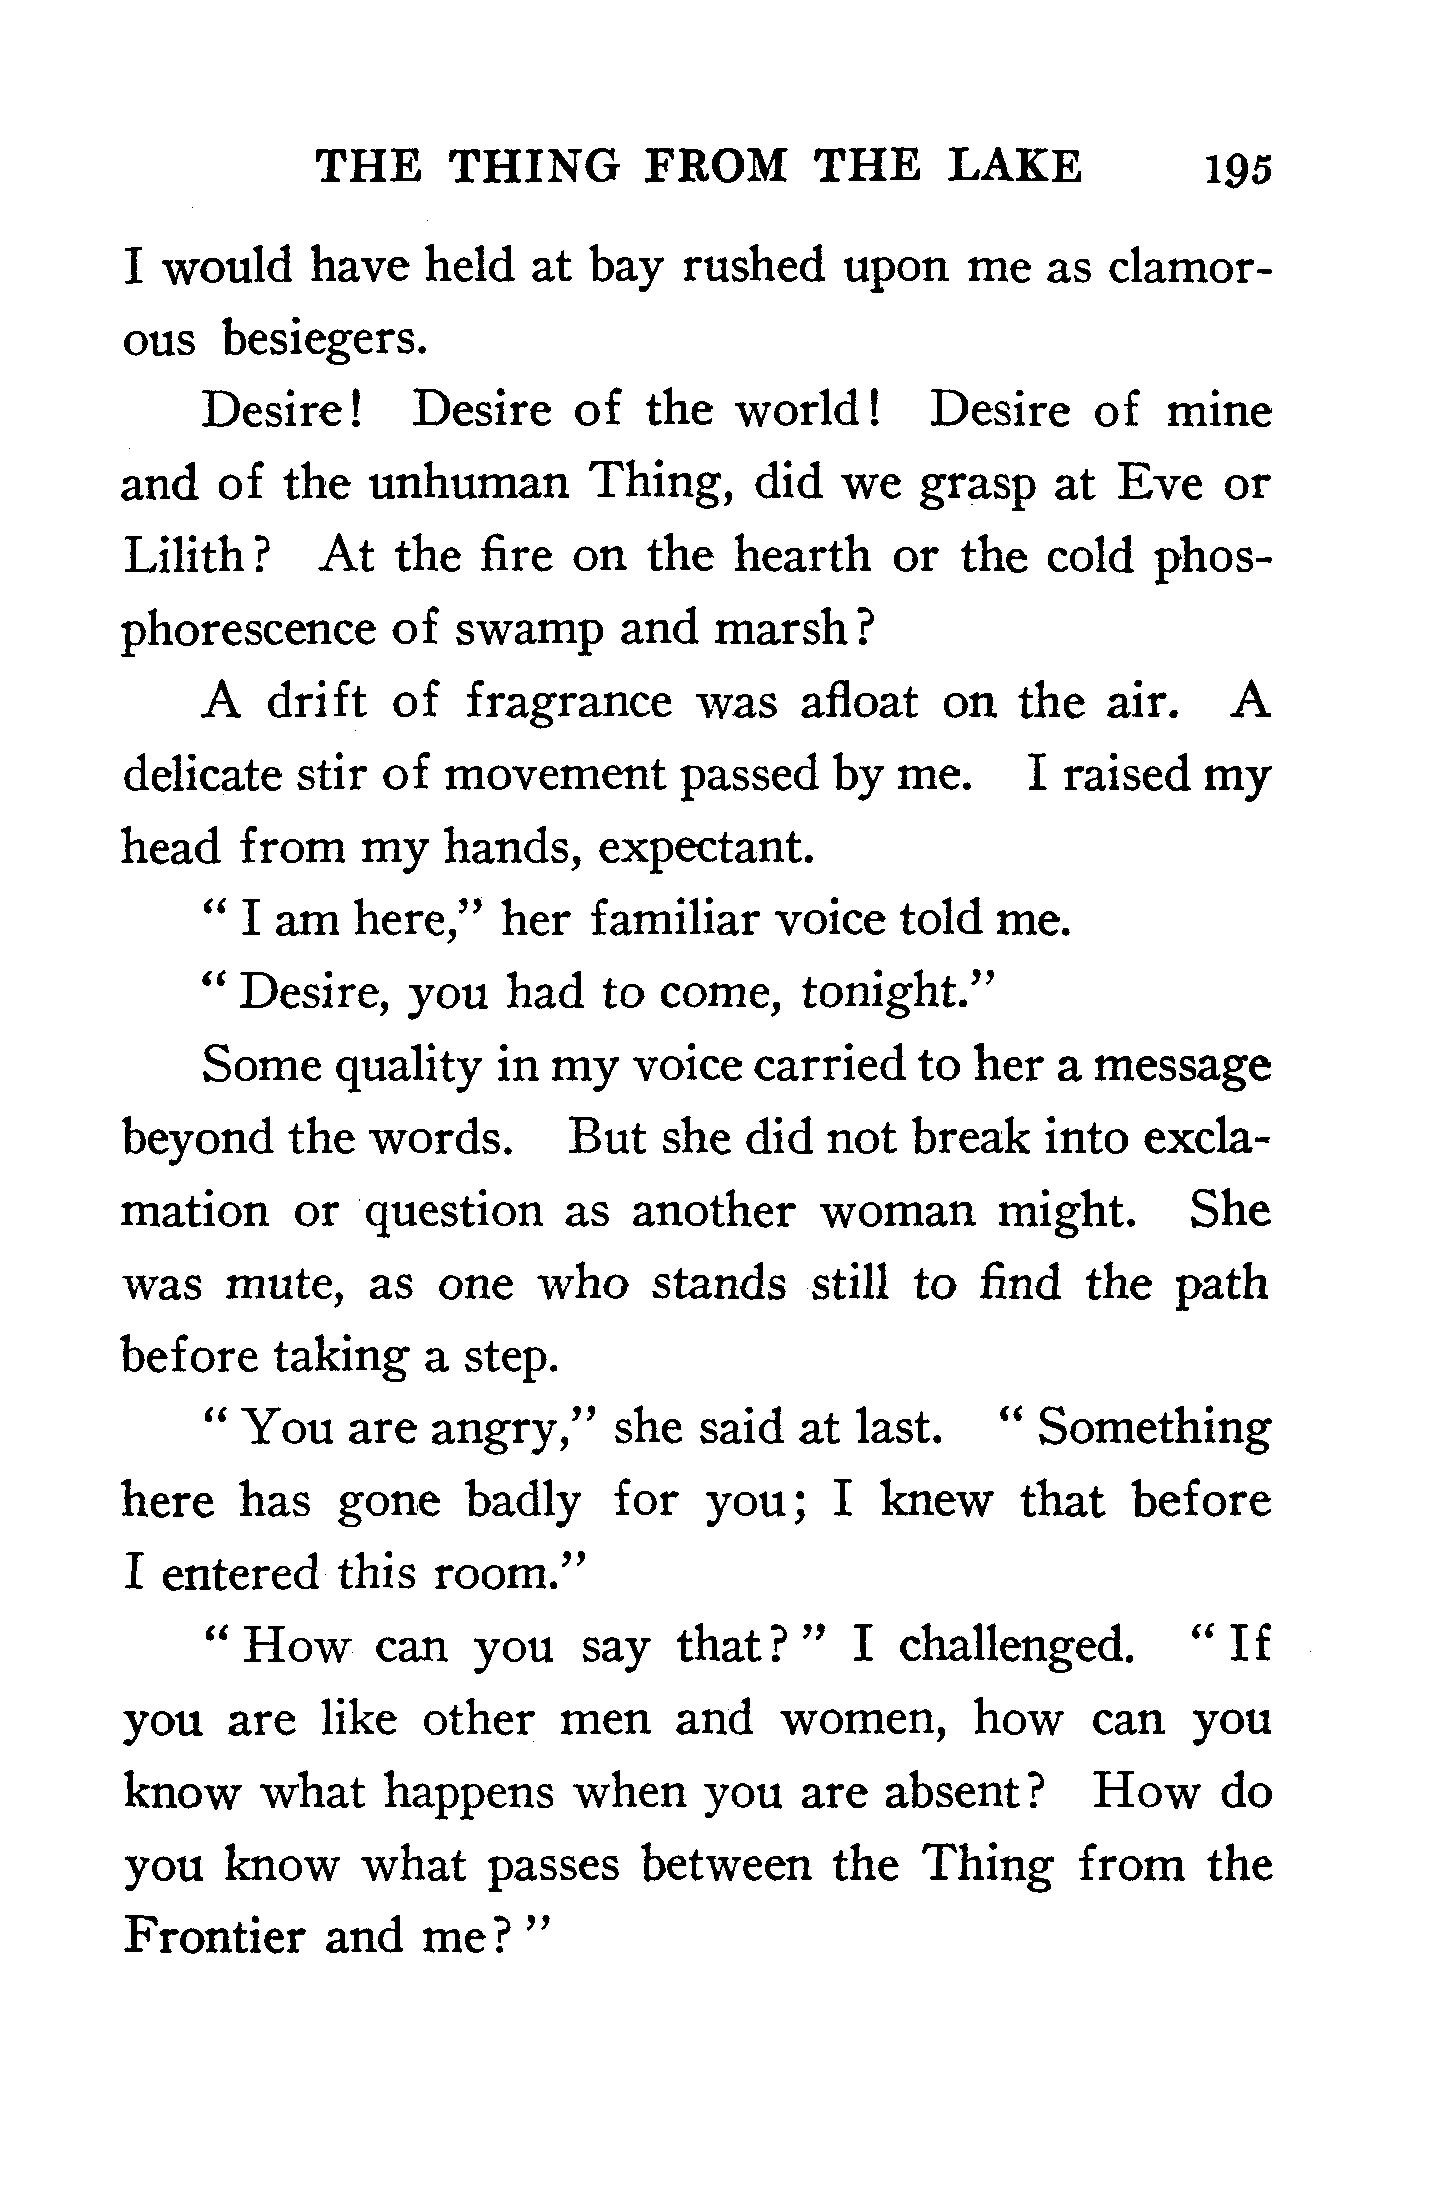 THE THING FROM THE LAKE 195
I would have held at bay rushed upon me as clamor-
ous besiegers.
Desire! Desire of the world! Desire of mine
and of the unhuman Thing, did we grasp at Eve or
Lilith? At the fire on the hearth or the cold phos-
phorescence of swamp and marsh?
A drift of fragrance was afloat on the air. A
delicate stir of movement passed by me. I raised my
head from my hands, expectant.
" I am here," her familiar voice told me.
" Desire, you had to come, tonight."
Some quality in my voice carried to her a message
beyond the words. But she did not break into excla-
mation or question as another woman might. She
was mute, as one who stands still to find the path
before taking a step.
" You are angry," she said at last. " Something
here has gone badly for you; I knew that before
I entered this room."
" How can you say that? " I challenged. " If
you are like other men and women, how can you
know what happens when you are absent? How do
you know what passes between the Thing from the
Frontier and me? "